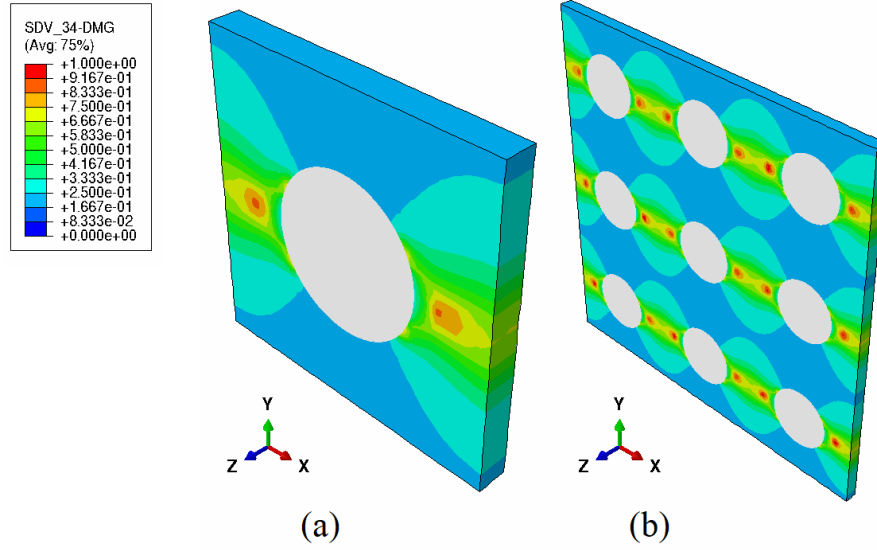 SDV_34-DMG
(Avg: 75%)
+1.000e+00
+9.167e-01
+8.333e-01
+7.500e-01
+6.667e-01
+5.833e-01
+5.000e-01
+4.167e-01
+3.333e-01
+2.500e-01
+1.667e-01
+8.333e-02
+0.000e+00
Y
Z
X
Y
Z
X
(a)
(b)